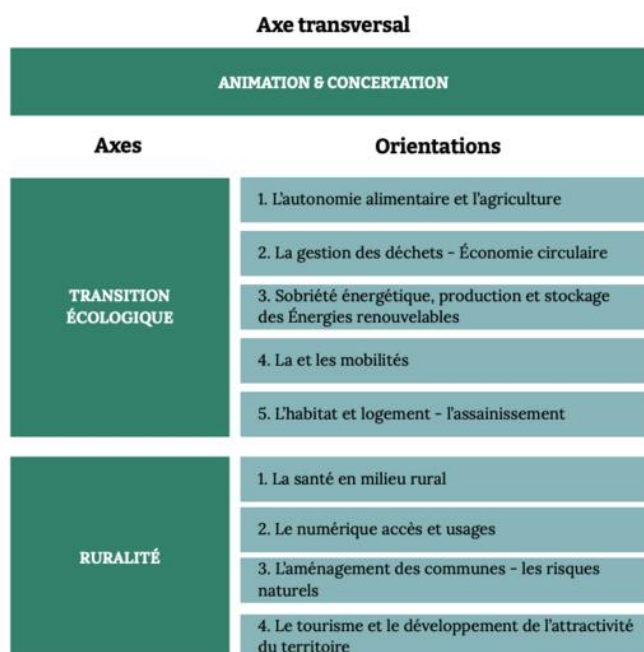 Axe transversal
ANIMATION & CONCERTATION
Axes
Orientations
TRANSITION
ÉCOLOGIQUE
1. L'autonomie alimentaire et l'agriculture
2. La gestion des déchets - Économie circulaire
3. Sobriété énergétique, production et stockage
des Énergies renouvelables
4. La et les mobilités
5. L'habitat et logement - l'assainissement
RURALITÉ
1. La santé en milieu rural
2. Le numérique accès et usages
3. L'aménagement des communes - les risques
naturels
4. Le tourisme et le développement de l'attractivité
du territoire